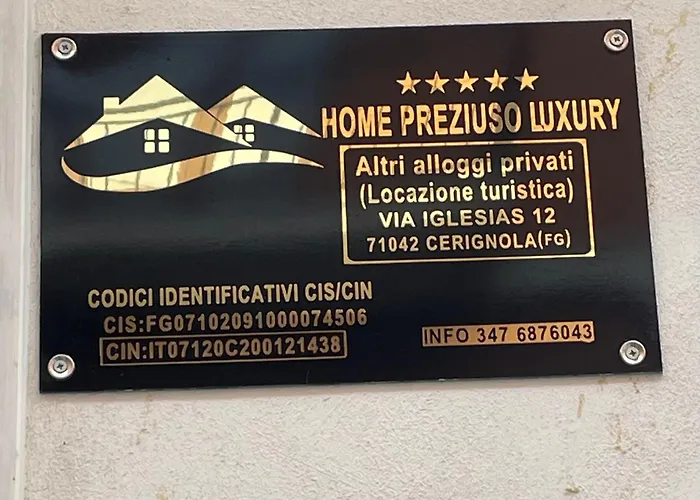 HOME PREZIUSO LUXURY
Altri alloggi privati
(Locazione turistica)
VIA IGLESIAS 12
71042 CERIGNOLA(FG)
CODICI IDENTIFICATIVI CIS/CIN
CIS:FG07102091000074506
CIN:IT07120C200121438
INFO 347 6876043